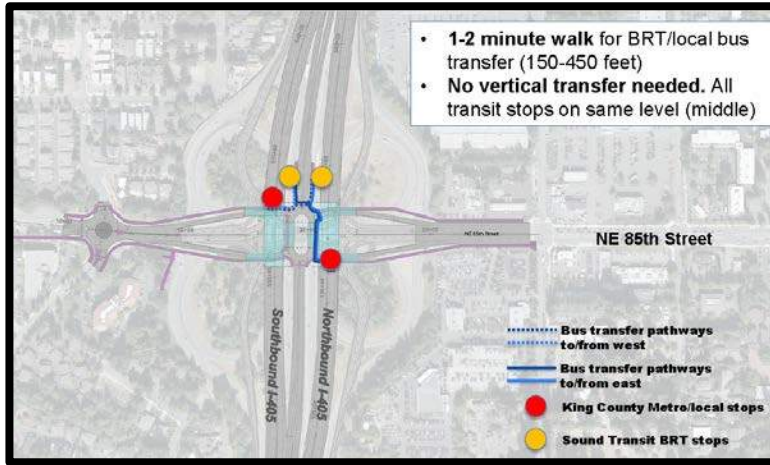 • 1-2 minute walk for BRT/local bus
transfer (150-450 feet)
• No vertical transfer needed. All
transit stops on same level (middle)
NE 85th Street
Southbound I-405
Northbound I-405
Bus transfer pathways
to/from west
Bus transfer pathways
to/from east
King County Metro/local stops
Sound Transit BRT stops